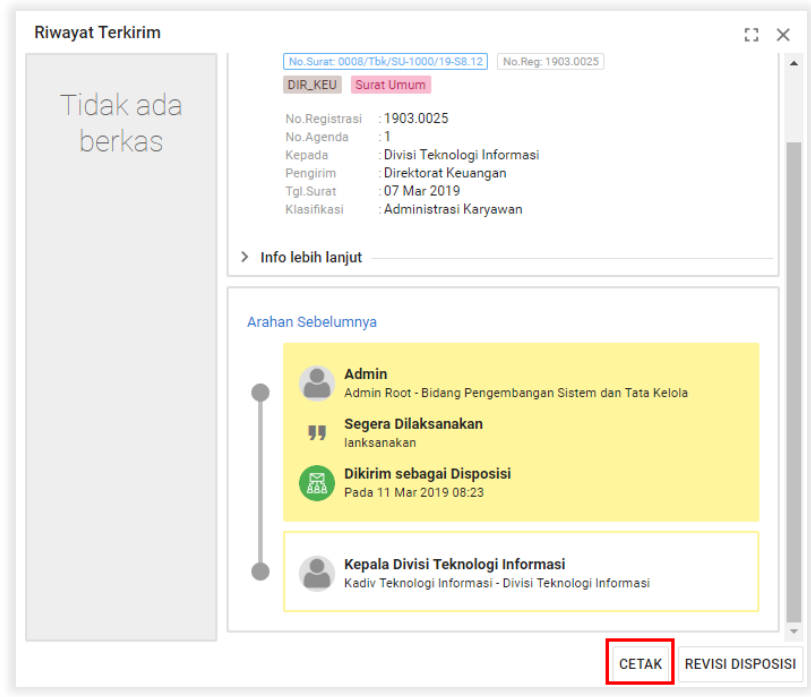 Riwayat Terkirim
Tidak ada
berkas
No.Surat: 0008/Tbk/SU-1000/19-S8.12 No.Reg: 1903.0025
DIR_KEU Surat Umum
No.Registrasi : 1903.0025
No.Agenda : 1
Kepada : Divisi Teknologi Informasi
Pengirim : Direktorat Keuangan
Tgl.Surat : 07 Mar 2019
Klasifikasi : Administrasi Karyawan
Info lebih lanjut
Arahan Sebelumnya
Admin
Admin Root - Bidang Pengembangan Sistem dan Tata Kelola
Segera Dilaksanakan
lanksanakan
Dikirim sebagai Disposisi
Pada 11 Mar 2019 08:23
Kepala Divisi Teknologi Informasi
Kadiv Teknologi Informasi - Divisi Teknologi Informasi
CETAK REVISI DISPOSISI